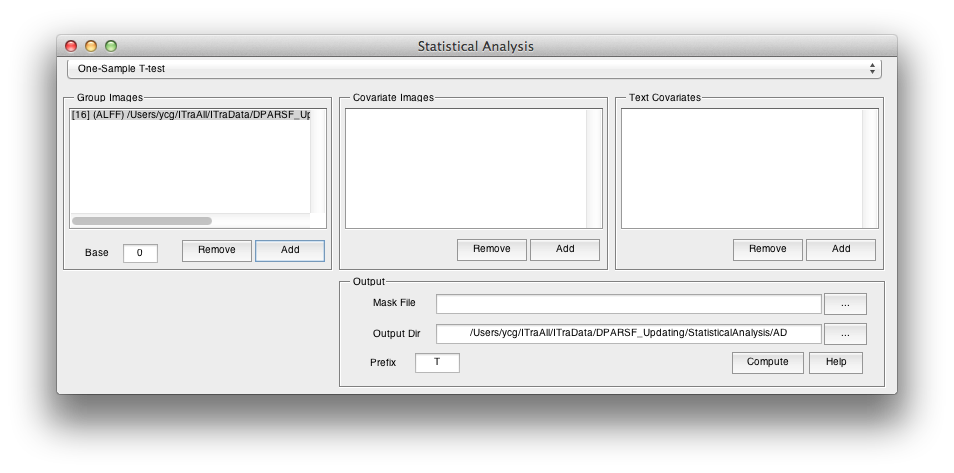 Statistical Analysis
One-Sample T-test
Group Images
Covariate Images
Text Covariates
[16] (ALFF) /Users/ycg/ITraAll/ITraData/DPARSF_Up
Base 0 Remove Add
Remove Add
Remove Add
Output
Mask File ...
Output Dir /Users/ycg/ITraAll/ITraData/DPARSF_Updating/StatisticalAnalysis/AD ...
Prefix T Compute Help